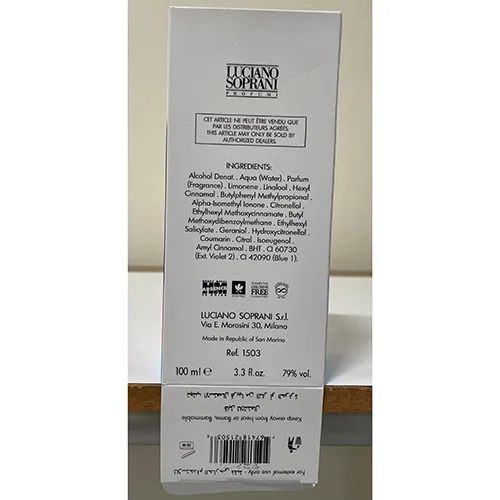 LUCIANO
SOPRANI
PROFUMI
CET ARTICLE NE PEUT ÊTRE VENDU QUE
PAR LES DISTRIBUTEURS AGRÉÉS.
THIS ARTICLE MAY ONLY BE SOLD BY
AUTHORIZED DEALERS.
INGREDIENTS:
Alcohol Denat. . Aqua (Water) . Parfum
(Fragrance) . Limonene . Linalool . Hexyl
Cinnamal . Butylphenyl Methylpropional .
Alpha-Isomethyl Ionone . Citronellol .
Ethylhexyl Methoxycinnamate . Butyl
Methoxydibenzoylmethane . Ethylhexyl
Salicylate . Geraniol . Hydroxycitronellal .
Coumarin . Citral . Isoeugenol .
Amyl Cinnamal . BHT . CI 60730
(Ext. Violet 2) . CI 42090 (Blue 1).
FREE
LUCIANO SOPRANI S.r.l.
Via E. Morosini 30, Milano
Made in Republic of San Marino
Ref. 1503
100 ml e 3.3 fl.oz. 79% vol.
قابل للاشتعال
Keep away from heat or flame, flammable
For external use only